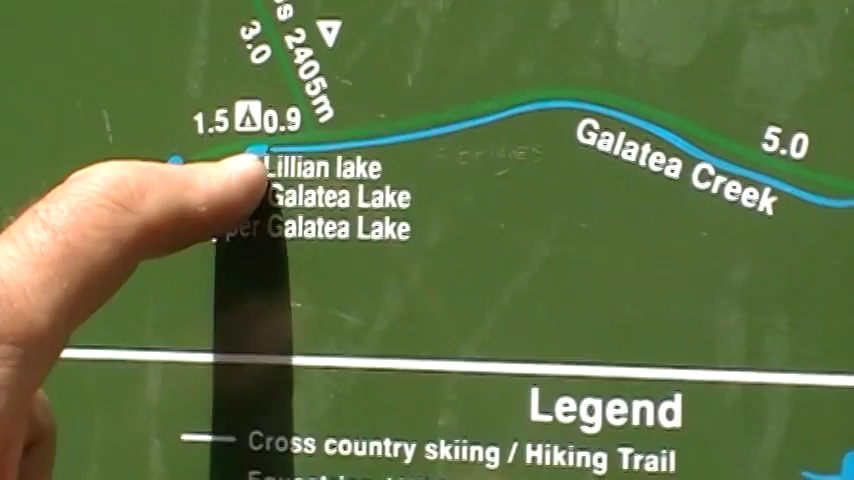 2405m
3.0
1.5
0.9
Lillian lake
Galatea Lake
Galatea Lake
Galatea Creek
5.0
Legend
Cross country skiing / Hiking Trail